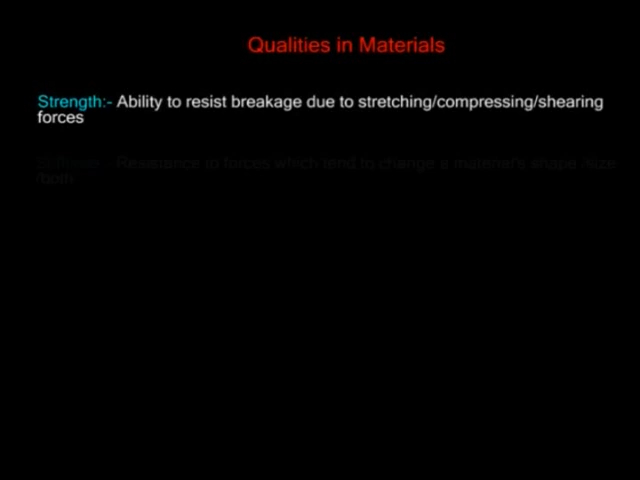 Qualities in Materials
Strength:- Ability to resist breakage due to stretching/compressing/shearing
forces
Stiffness:- Resistance to forces which tend to change a material's shape /size
/both